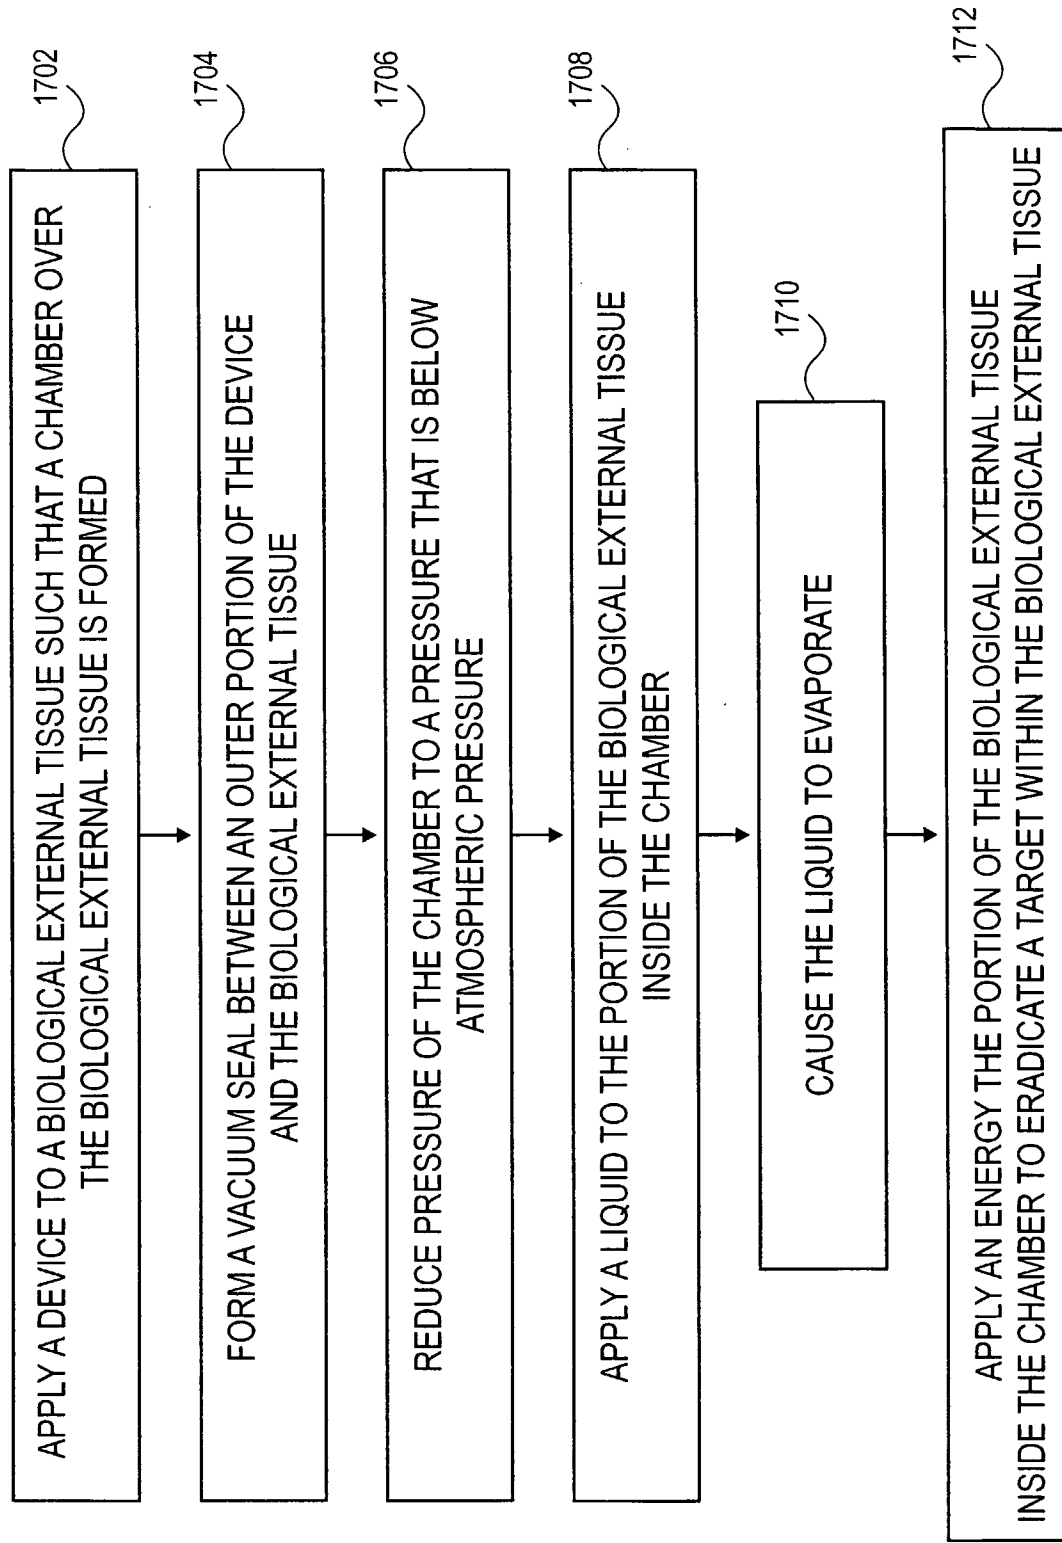 APPLY A DEVICE TO A BIOLOGICAL EXTERNAL TISSUE SUCH THAT A CHAMBER OVER
THE BIOLOGICAL EXTERNAL TISSUE IS FORMED
1702
FORM A VACUUM SEAL BETWEEN AN OUTER PORTION OF THE DEVICE
AND THE BIOLOGICAL EXTERNAL TISSUE
1704
REDUCE PRESSURE OF THE CHAMBER TO A PRESSURE THAT IS BELOW
ATMOSPHERIC PRESSURE
1706
APPLY A LIQUID TO THE PORTION OF THE BIOLOGICAL EXTERNAL TISSUE
INSIDE THE CHAMBER
1708
CAUSE THE LIQUID TO EVAPORATE
1710
APPLY AN ENERGY THE PORTION OF THE BIOLOGICAL EXTERNAL TISSUE
INSIDE THE CHAMBER TO ERADICATE A TARGET WITHIN THE BIOLOGICAL EXTERNAL TISSUE
1712